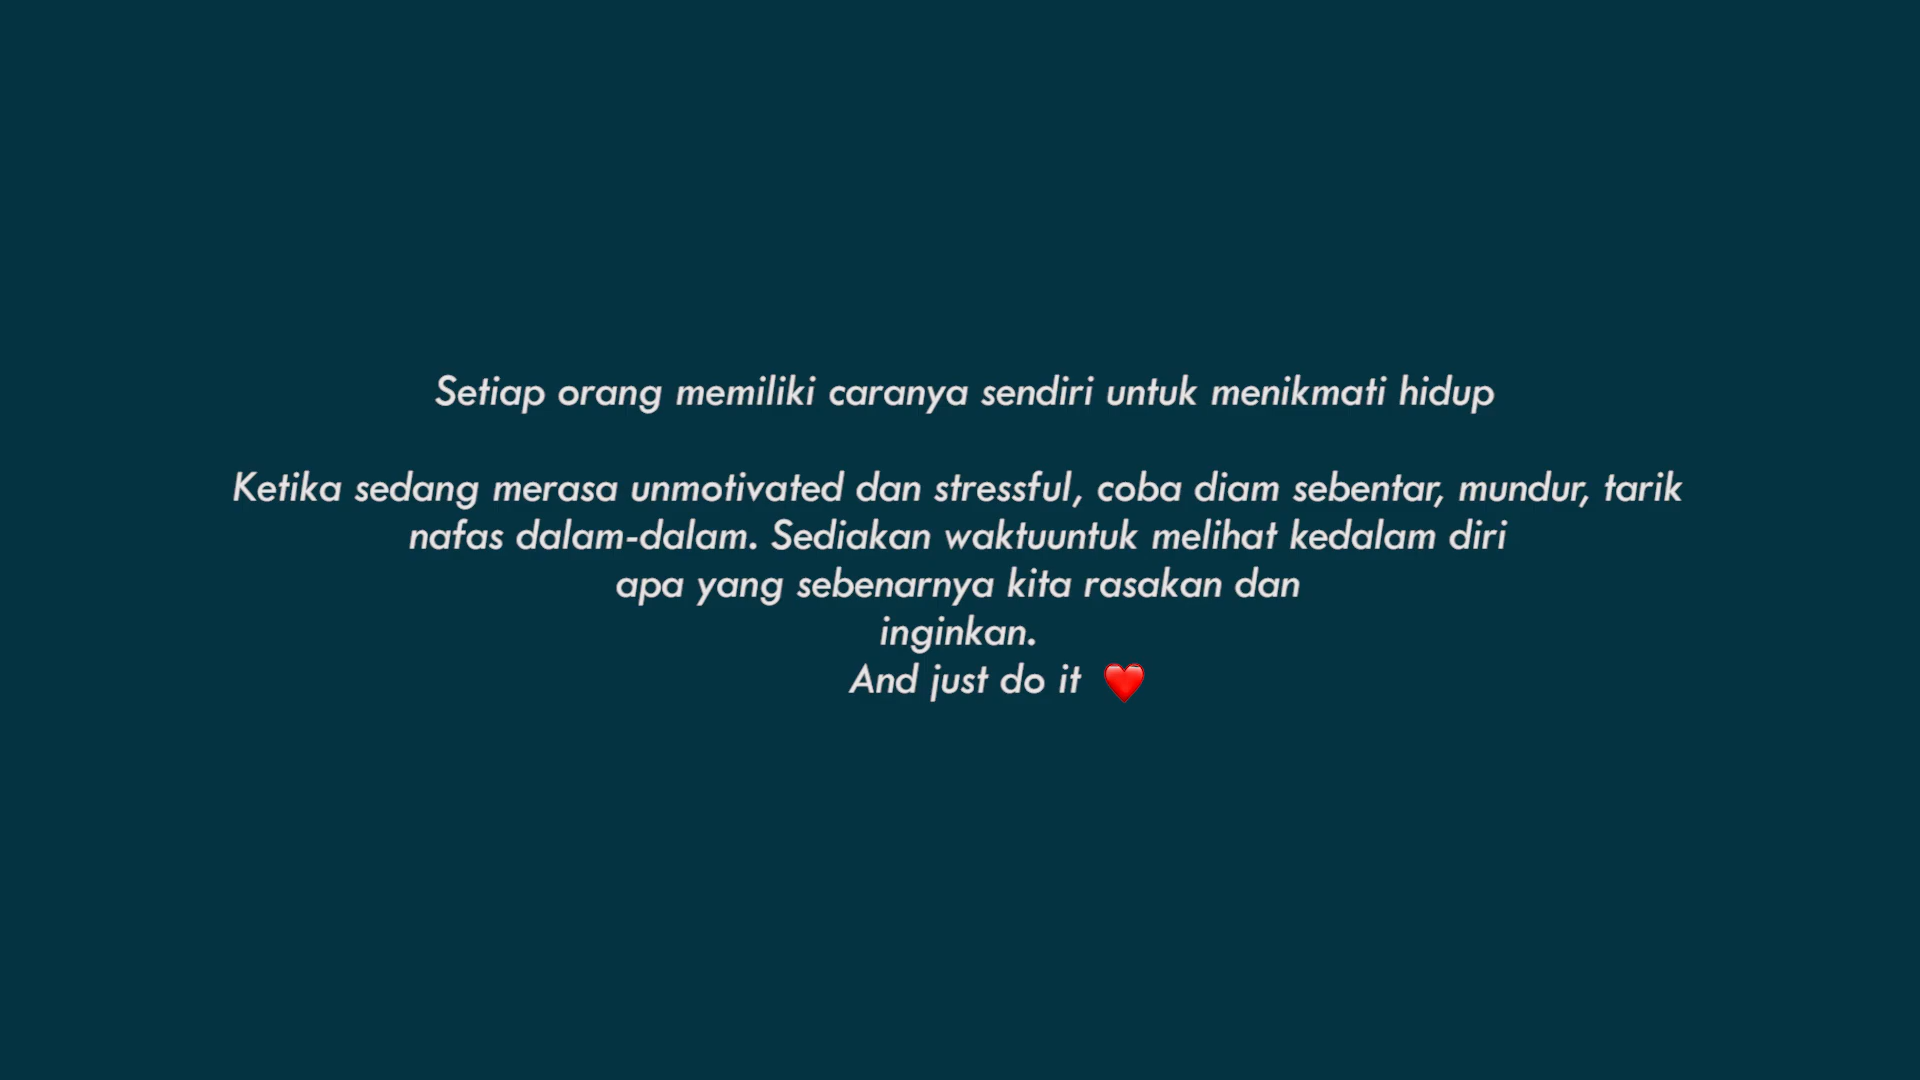 Setiap orang memiliki caranya sendiri untuk menikmati hidup
Ketika sedang merasa unmotivated dan stressful, coba diam sebentar, mundur, tarik
nafas dalam-dalam. Sediakan waktuuntuk melihat kedalam diri
apa yang sebenarnya kita rasakan dan
inginkan.
And just do it ❤️